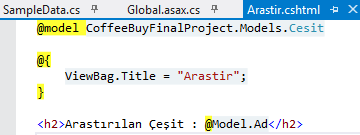 SampleData.cs Global.asax.cs Arastir.cshtml
@model CoffeeBuyFinalProject.Models.Cesit
@{
ViewBag.Title = "Arastir";
}
<h2>Arastırılan Çeşit : @Model.Ad</h2>